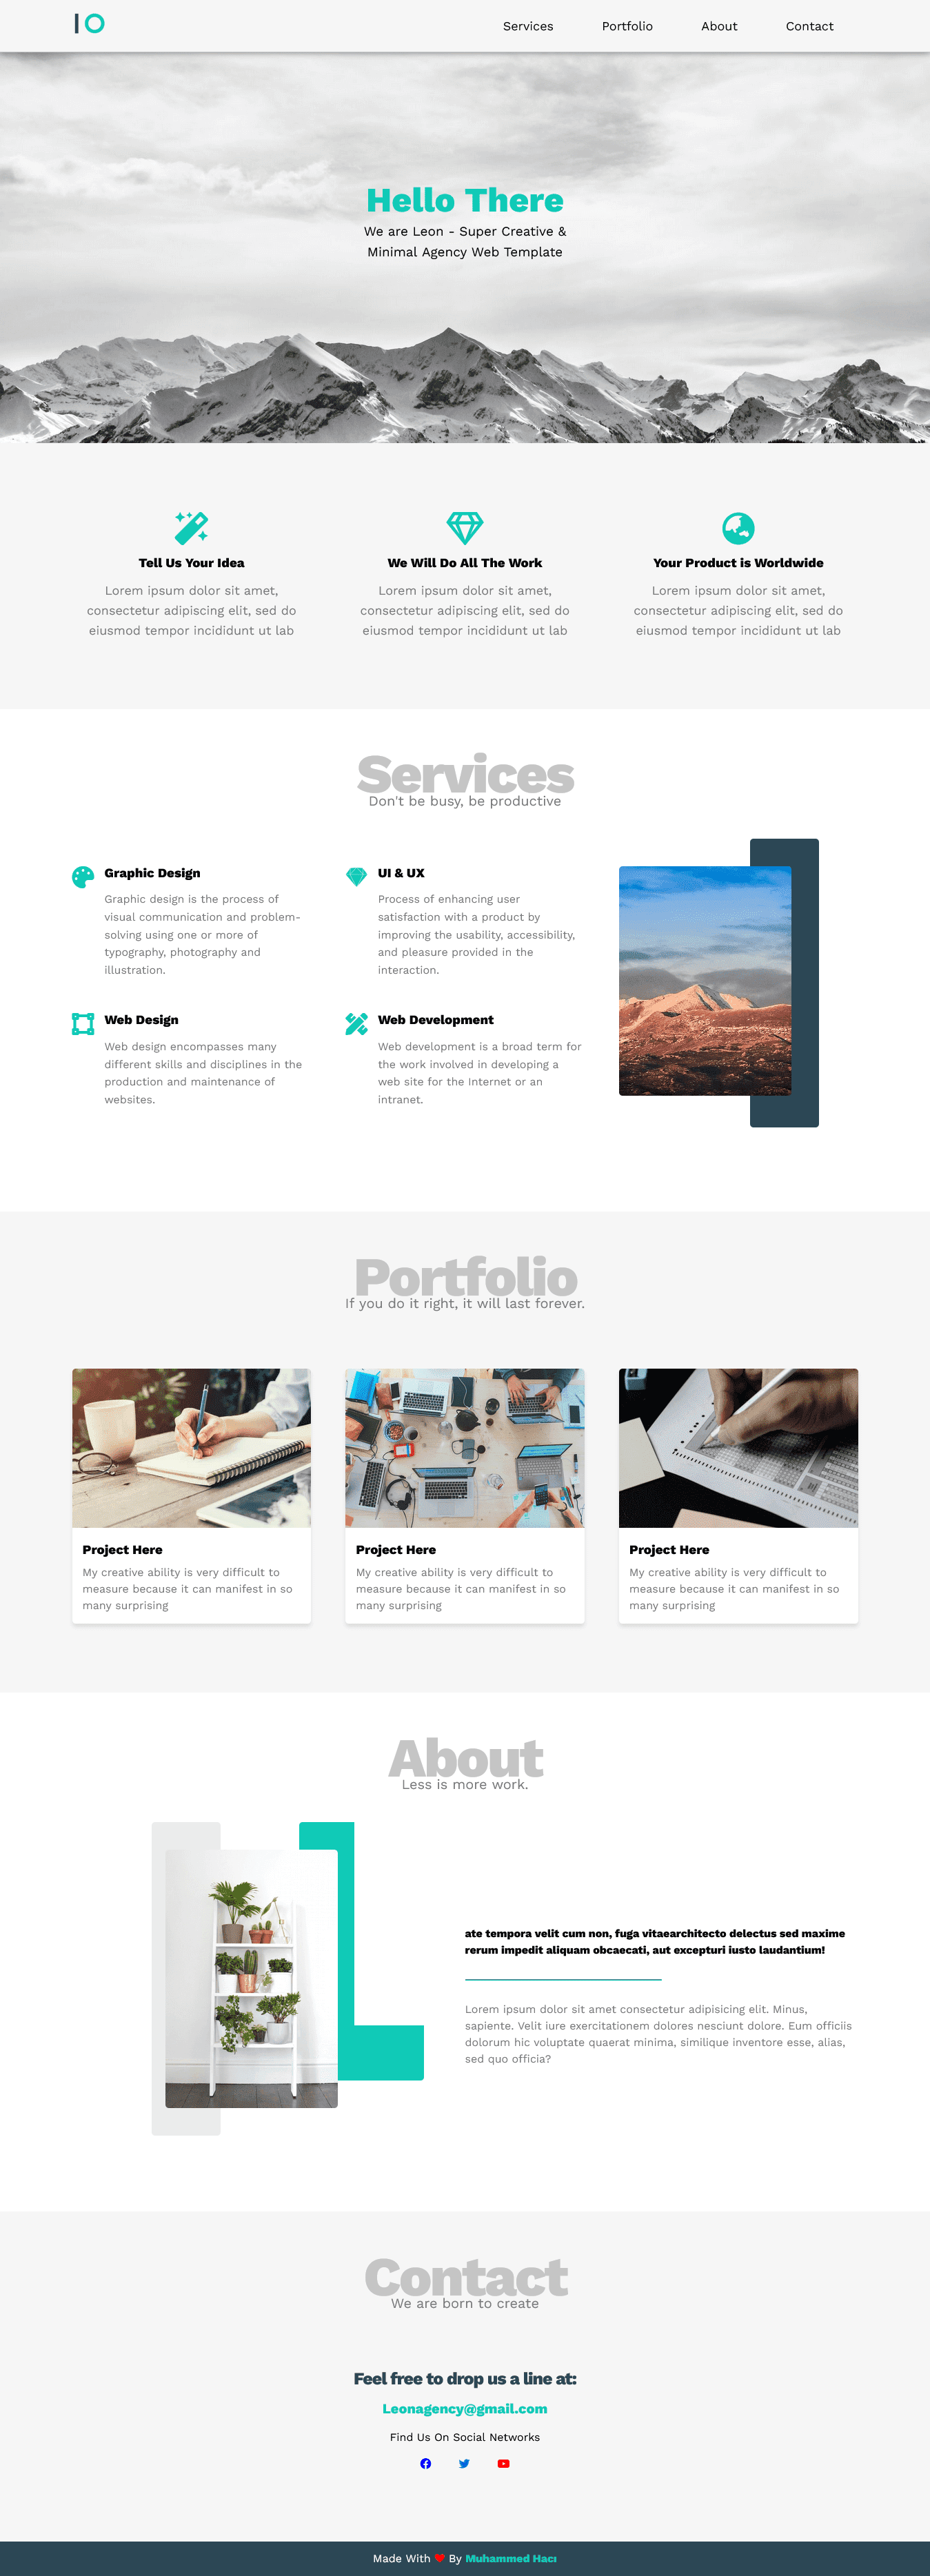 IO
Services Portfolio About Contact
Hello There
We are Leon - Super Creative &
Minimal Agency Web Template
Tell Us Your Idea
Lorem ipsum dolor sit amet,
consectetur adipiscing elit, sed do
eiusmod tempor incididunt ut lab
We Will Do All The Work
Lorem ipsum dolor sit amet,
consectetur adipiscing elit, sed do
eiusmod tempor incididunt ut lab
Your Product is Worldwide
Lorem ipsum dolor sit amet,
consectetur adipiscing elit, sed do
eiusmod tempor incididunt ut lab
Services
Don't be busy, be productive
Graphic Design
Graphic design is the process of
visual communication and problem-
solving using one or more of
typography, photography and
illustration.
UI & UX
Process of enhancing user
satisfaction with a product by
improving the usability, accessibility,
and pleasure provided in the
interaction.
Web Design
Web design encompasses many
different skills and disciplines in the
production and maintenance of
websites.
Web Development
Web development is a broad term for
the work involved in developing a
web site for the Internet or an
intranet.
Portfolio
If you do it right, it will last forever.
Project Here
My creative ability is very difficult to
measure because it can manifest in so
many surprising
Project Here
My creative ability is very difficult to
measure because it can manifest in so
many surprising
Project Here
My creative ability is very difficult to
measure because it can manifest in so
many surprising
About
Less is more work.
ate tempora velit cum non, fuga vitaearchitecto delectus sed maxime
rerum impedit aliquam obcaecati, aut excepturi iusto laudantium!
Lorem ipsum dolor sit amet consectetur adipisicing elit. Minus,
sapiente. Velit iure exercitationem dolores nesciunt dolore. Eum officiis
dolorum hic voluptate quaerat minima, similique inventore esse, alias,
sed quo officia?
Contact
We are born to create
Feel free to drop us a line at:
Leonagency@gmail.com
Find Us On Social Networks
Made With ❤ By Muhammed Hacı